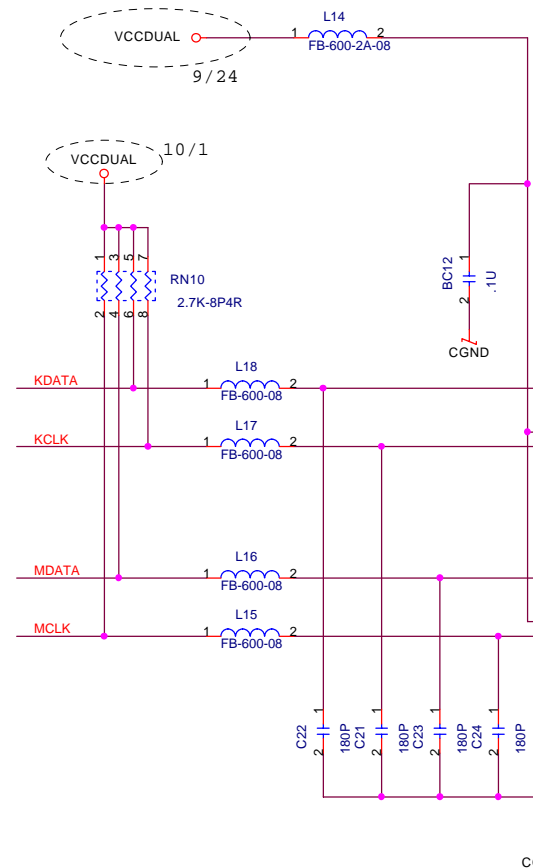 L14
VCCDUAL 1 2
FB-600-2A-08
9/24
10/1
VCCDUAL
1 3 5 7
RN10
2.7K-8P4R
2 4 6 8
1
BC12 .1U
2
CGND
L18
KDATA 1 2
FB-600-08
L17
KCLK 1 2
FB-600-08
L16
MDATA 1 2
FB-600-08
L15
MCLK 1 2
FB-600-08
1 1 1 1
C22 180P C21 180P C23 180P C24 180P
2 2 2 2